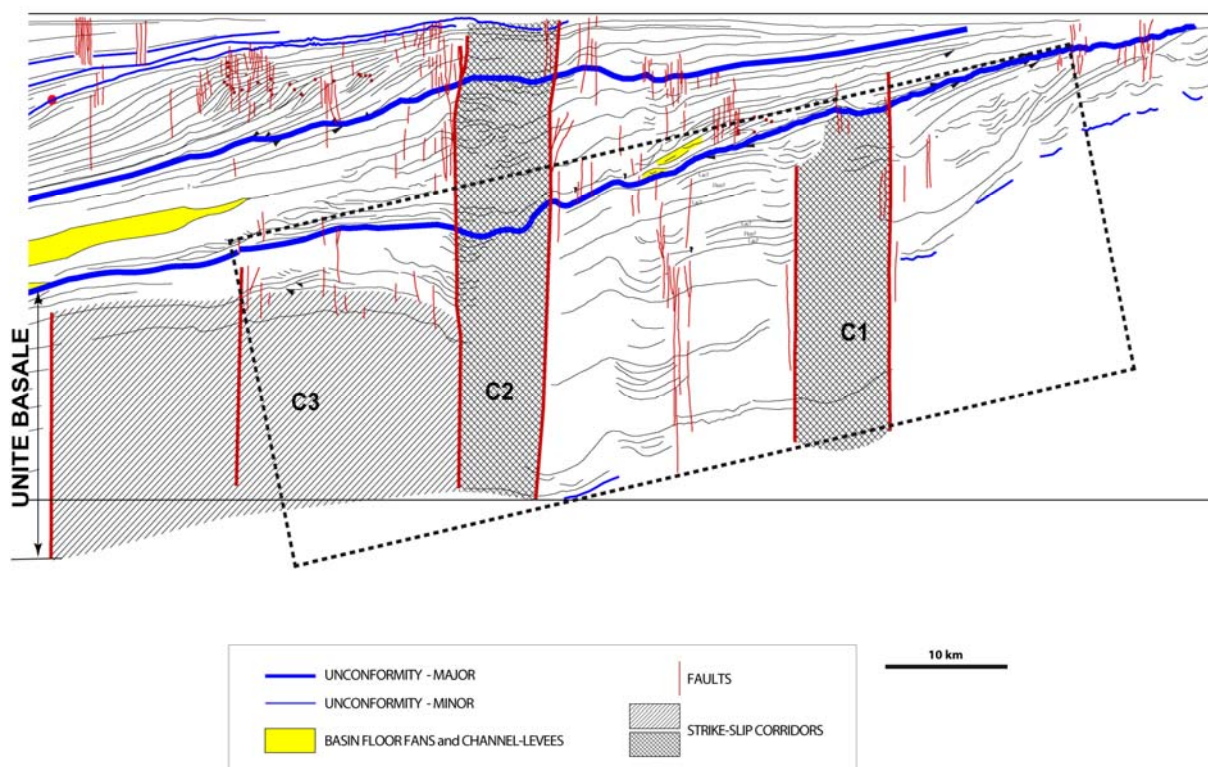 C1
C2
C3
UNITE BASALE
10 km
UNCONFORMITY - MAJOR
UNCONFORMITY - MINOR
BASIN FLOOR FANS and CHANNEL-LEVEES
FAULTS
STRIKE-SLIP CORRIDORS